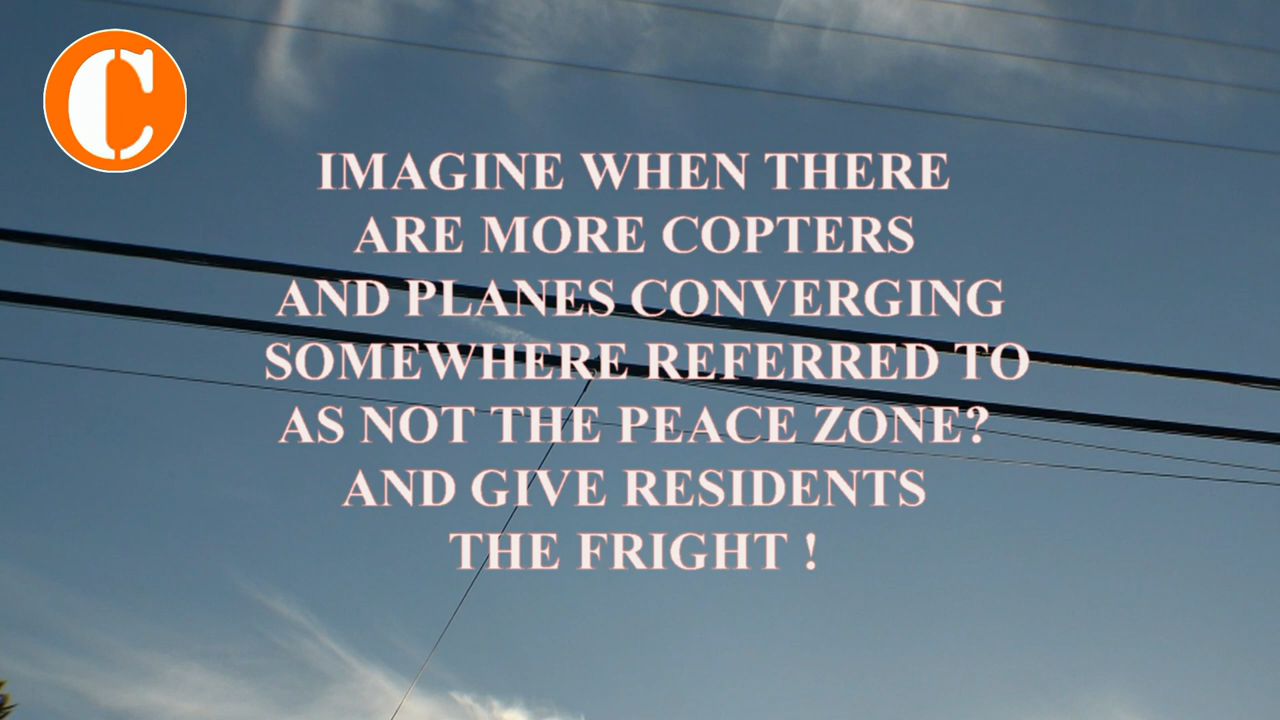 C
IMAGINE WHEN THERE
ARE MORE COPTERS
AND PLANES CONVERGING
SOMEWHERE REFERRED TO
AS NOT THE PEACE ZONE?
AND GIVE RESIDENTS
THE FRIGHT !